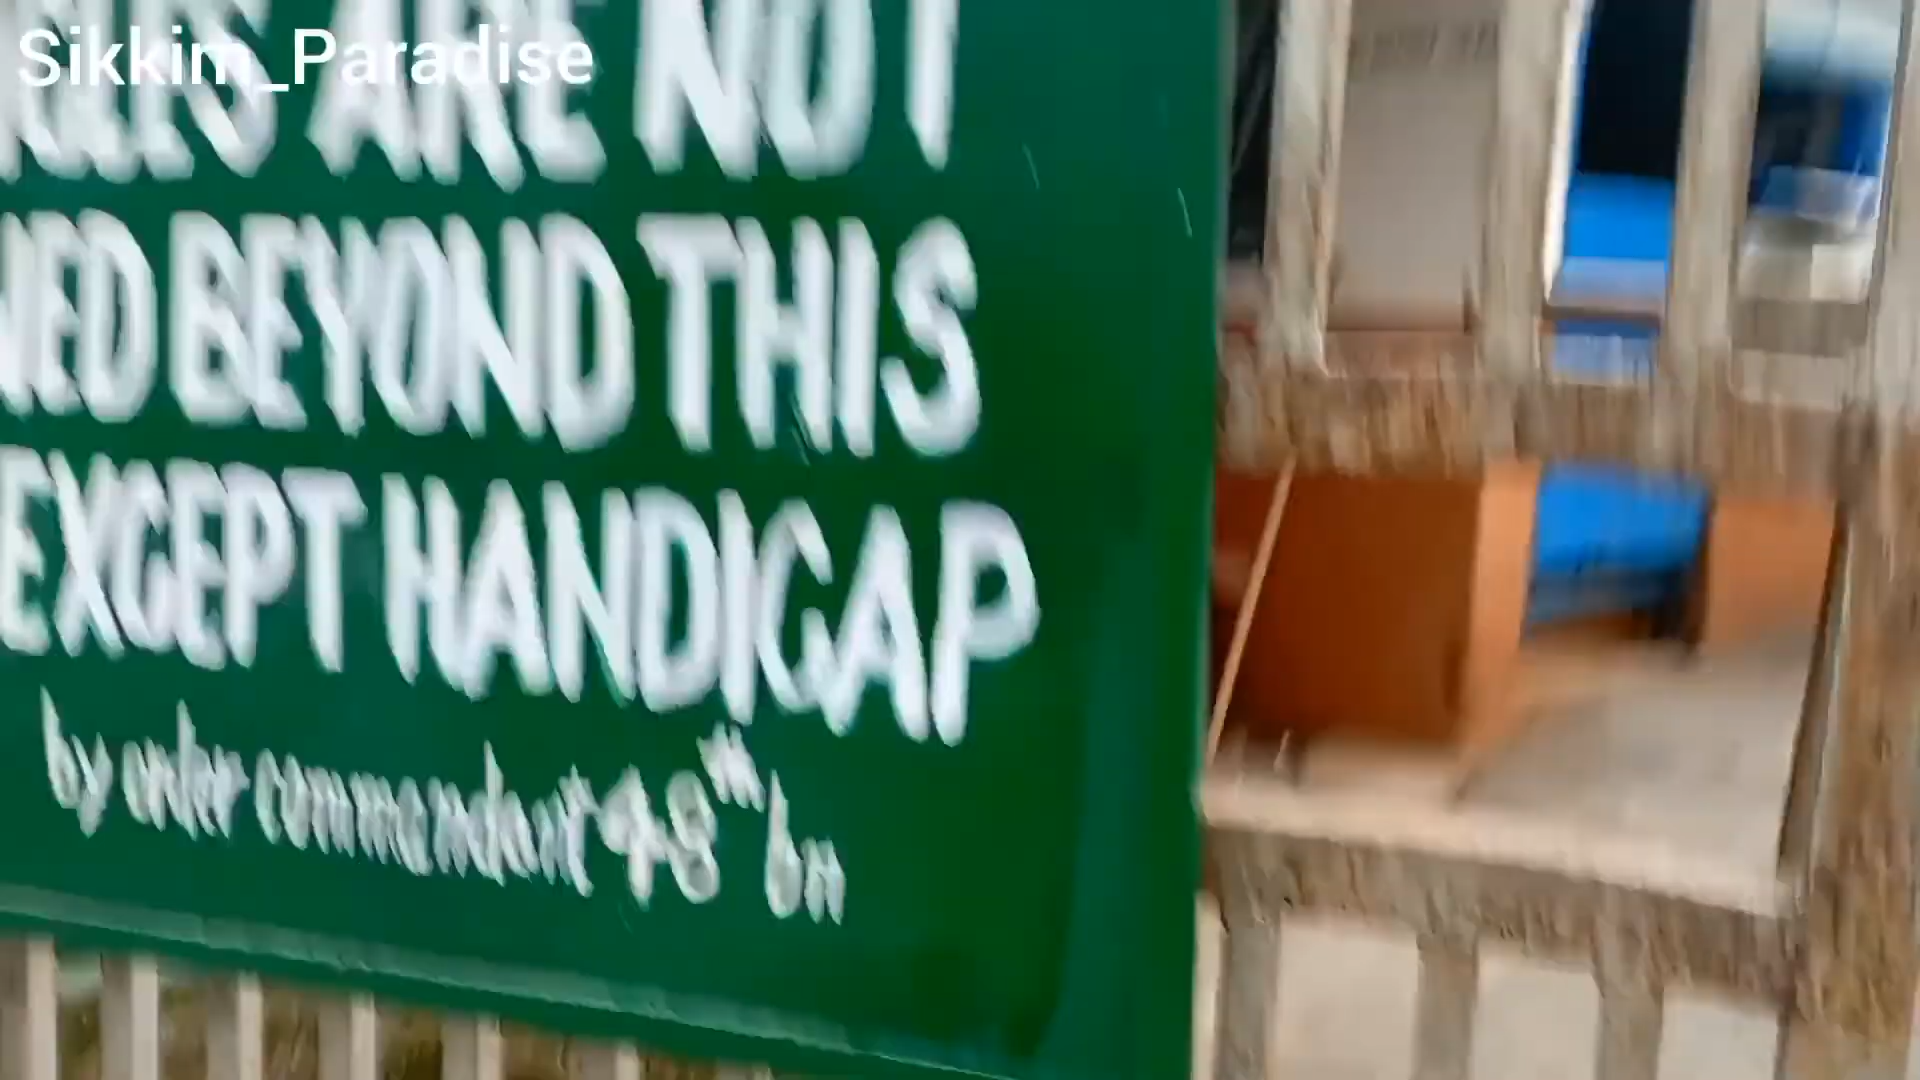 Sikkim_Paradise
ARE NOT
BEYOND THIS
EXCEPT HANDICAP
by order commandant 48th bn